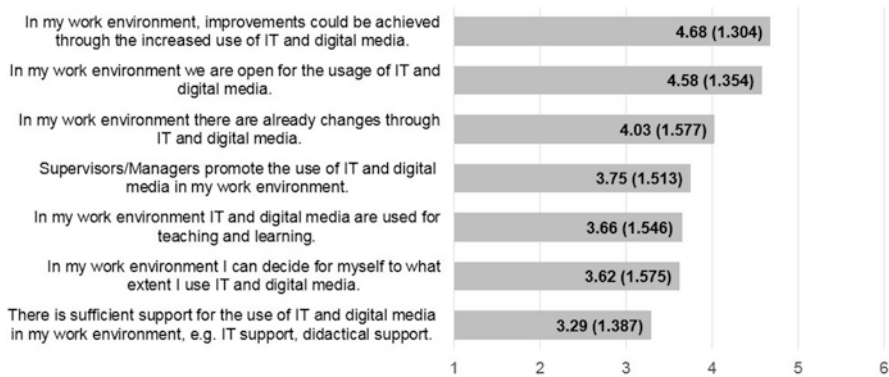 In my work environment, improvements could be achieved
through the increased use of IT and digital media.
4.68 (1.304)
In my work environment we are open for the usage of IT and
digital media.
4.58 (1.354)
In my work environment there are already changes through
IT and digital media.
4.03 (1.577)
Supervisors/Managers promote the use of IT and digital
media in my work environment.
3.75 (1.513)
In my work environment IT and digital media are used for
teaching and learning.
3.66 (1.546)
In my work environment I can decide for myself to what
extent I use IT and digital media.
3.62 (1.575)
There is sufficient support for the use of IT and digital media
in my work environment, e.g. IT support, didactical support.
3.29 (1.387)
1 2 3 4 5 6